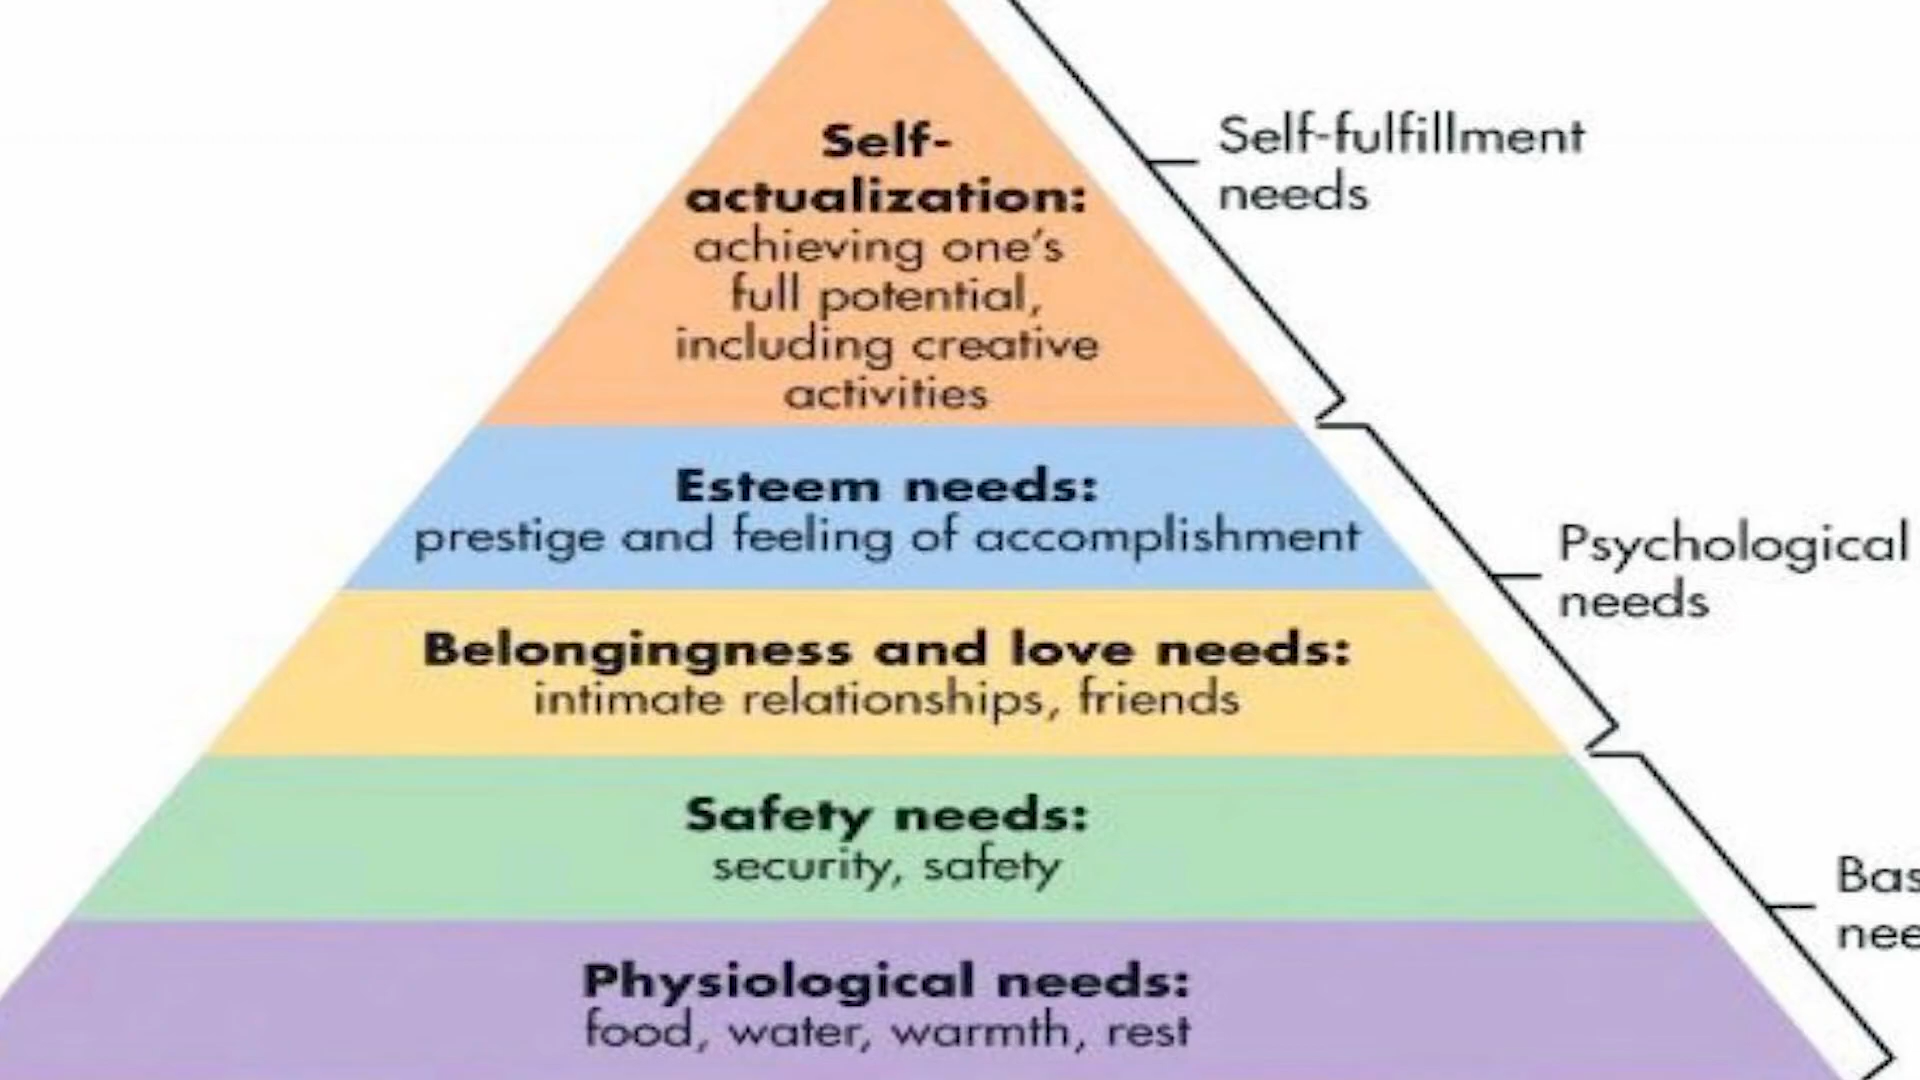 Self-
actualization:
achieving one's
full potential,
including creative
activities
Self-fulfillment
needs
Esteem needs:
prestige and feeling of accomplishment
Psychological
needs
Belongingness and love needs:
intimate relationships, friends
Safety needs:
security, safety
Bas
nee
Physiological needs:
food, water, warmth, rest